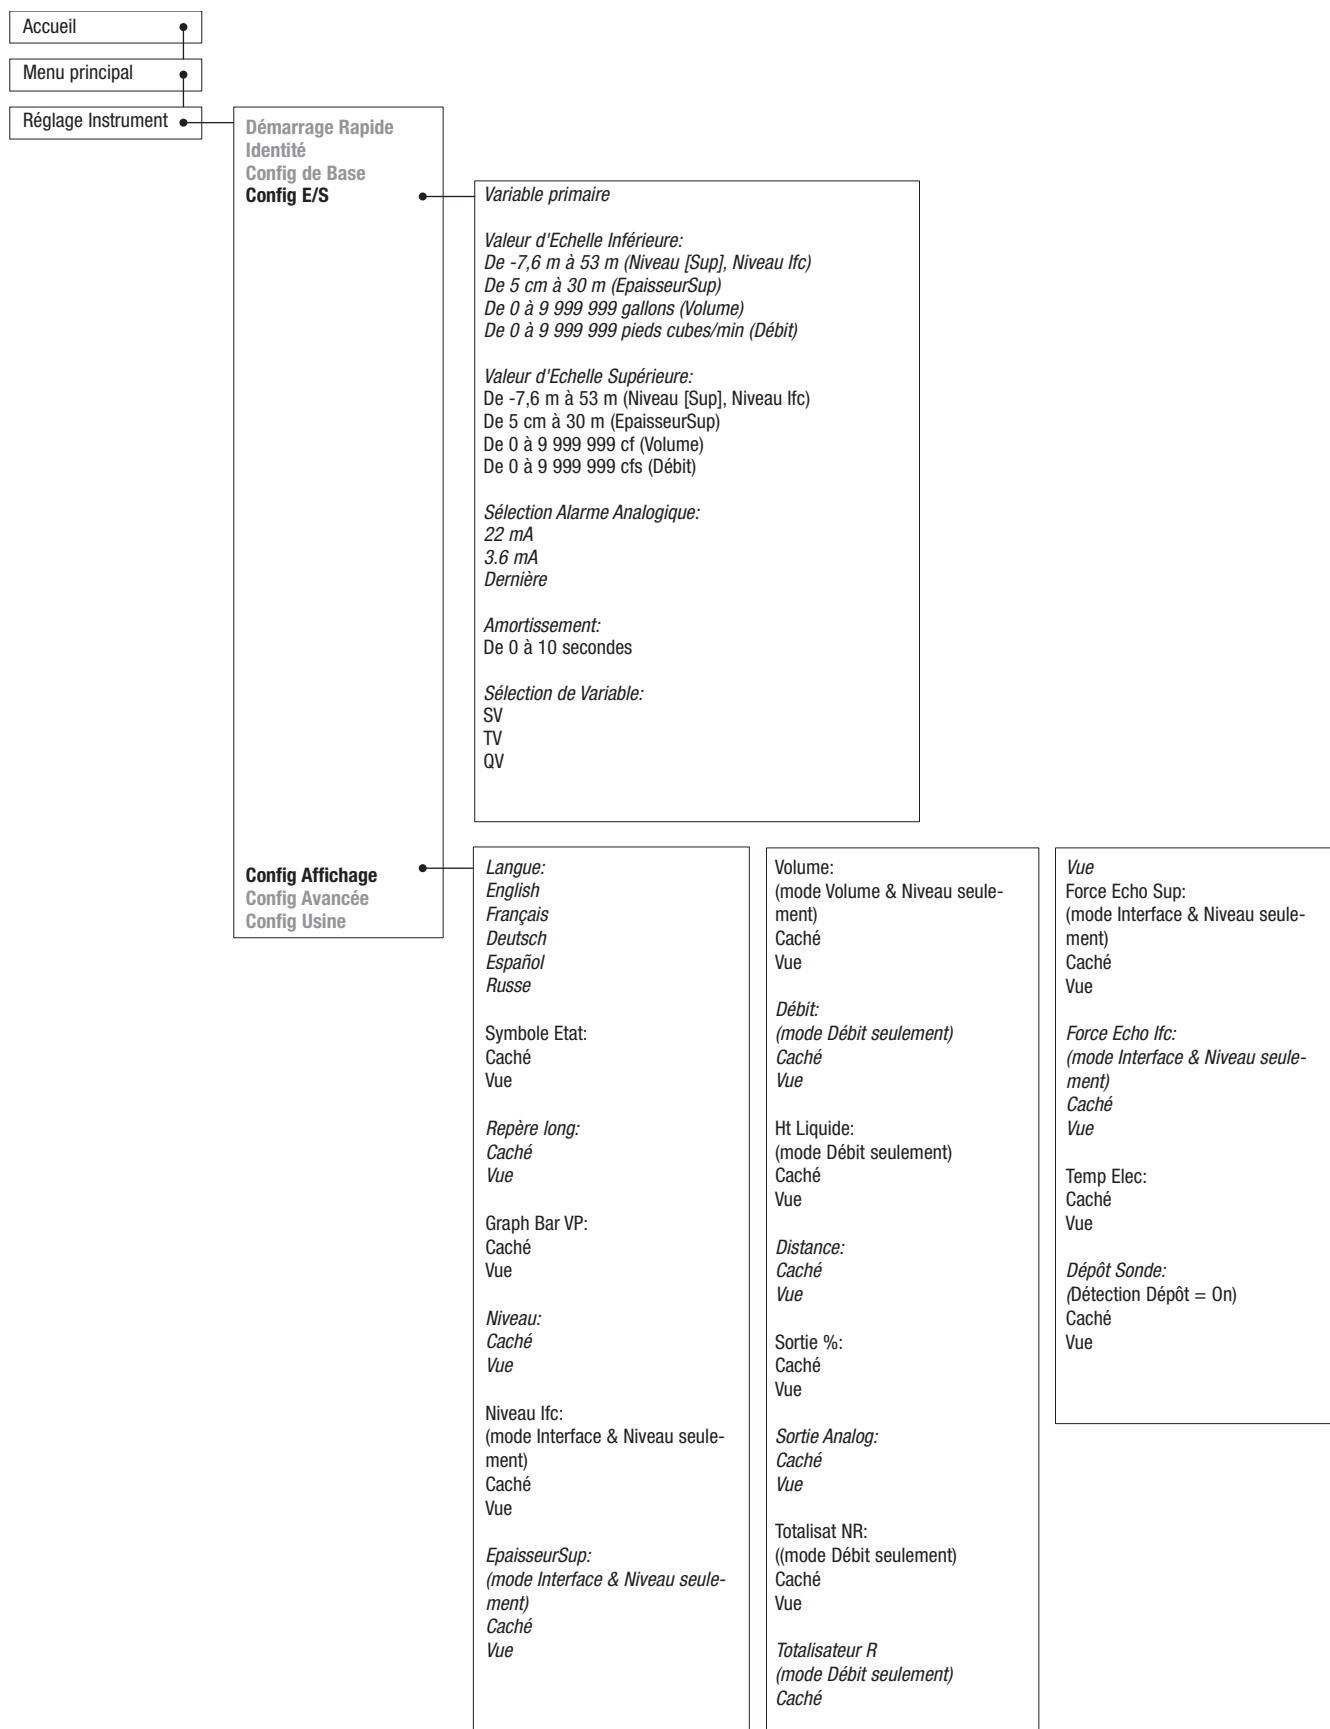 Accueil
Menu principal
Réglage Instrument
Démarrage Rapide
Identité
Config de Base
Config E/S
Variable primaire
Valeur d'Echelle Inférieure:
De -7,6 m à 53 m (Niveau [Sup], Niveau Ifc)
De 5 cm à 30 m (EpaisseurSup)
De 0 à 9 999 999 gallons (Volume)
De 0 à 9 999 999 pieds cubes/min (Débit)
Valeur d'Echelle Supérieure:
De -7,6 m à 53 m (Niveau [Sup], Niveau Ifc)
De 5 cm à 30 m (EpaisseurSup)
De 0 à 9 999 999 cf (Volume)
De 0 à 9 999 999 cfs (Débit)
Sélection Alarme Analogique:
22 mA
3.6 mA
Dernière
Amortissement:
De 0 à 10 secondes
Sélection de Variable:
SV
TV
QV
Config Affichage
Config Avancée
Config Usine
Langue:
English
Français
Deutsch
Español
Russe
Symbole Etat:
Caché
Vue
Repère long:
Caché
Vue
Graph Bar VP:
Caché
Vue
Niveau:
Caché
Vue
Niveau Ifc:
(mode Interface & Niveau seule-
ment)
Caché
Vue
EpaisseurSup:
(mode Interface & Niveau seule-
ment)
Caché
Vue
Volume:
(mode Volume & Niveau seule-
ment)
Caché
Vue
Débit:
(mode Débit seulement)
Caché
Vue
Ht Liquide:
(mode Débit seulement)
Caché
Vue
Distance:
Caché
Vue
Sortie %:
Caché
Vue
Sortie Analog:
Caché
Vue
Totalisat NR:
((mode Débit seulement)
Caché
Vue
Totalisateur R
(mode Débit seulement)
Caché
Vue
Force Echo Sup:
(mode Interface & Niveau seule-
ment)
Caché
Vue
Force Echo Ifc:
(mode Interface & Niveau seule-
ment)
Caché
Vue
Temp Elec:
Caché
Vue
Dépôt Sonde:
(Détection Dépôt = On)
Caché
Vue